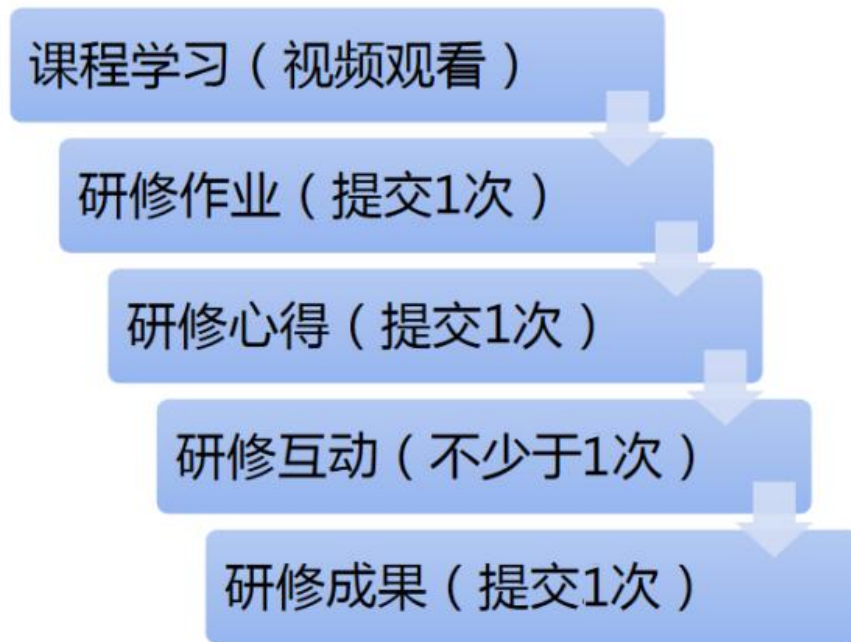 课程学习（视频观看）
研修作业（提交1次）
研修心得（提交1次）
研修互动（不少于1次）
研修成果（提交1次）